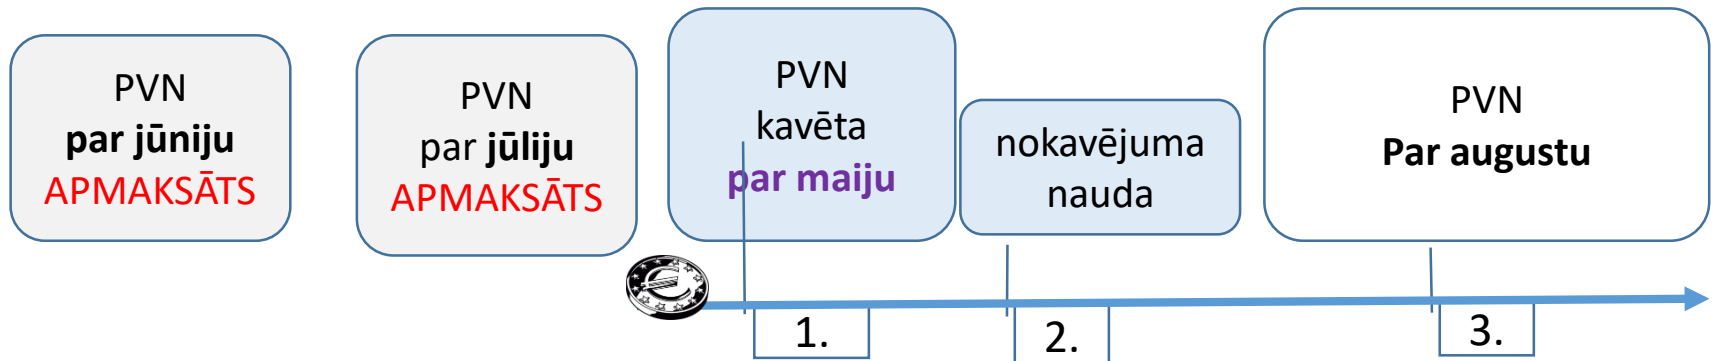 PVN
par jūniju
APMAKSĀTS
PVN
par jūliju
APMAKSĀTS
PVN
kavēta
par maiju
nokavējuma
nauda
PVN
Par augustu
1.
2.
3.